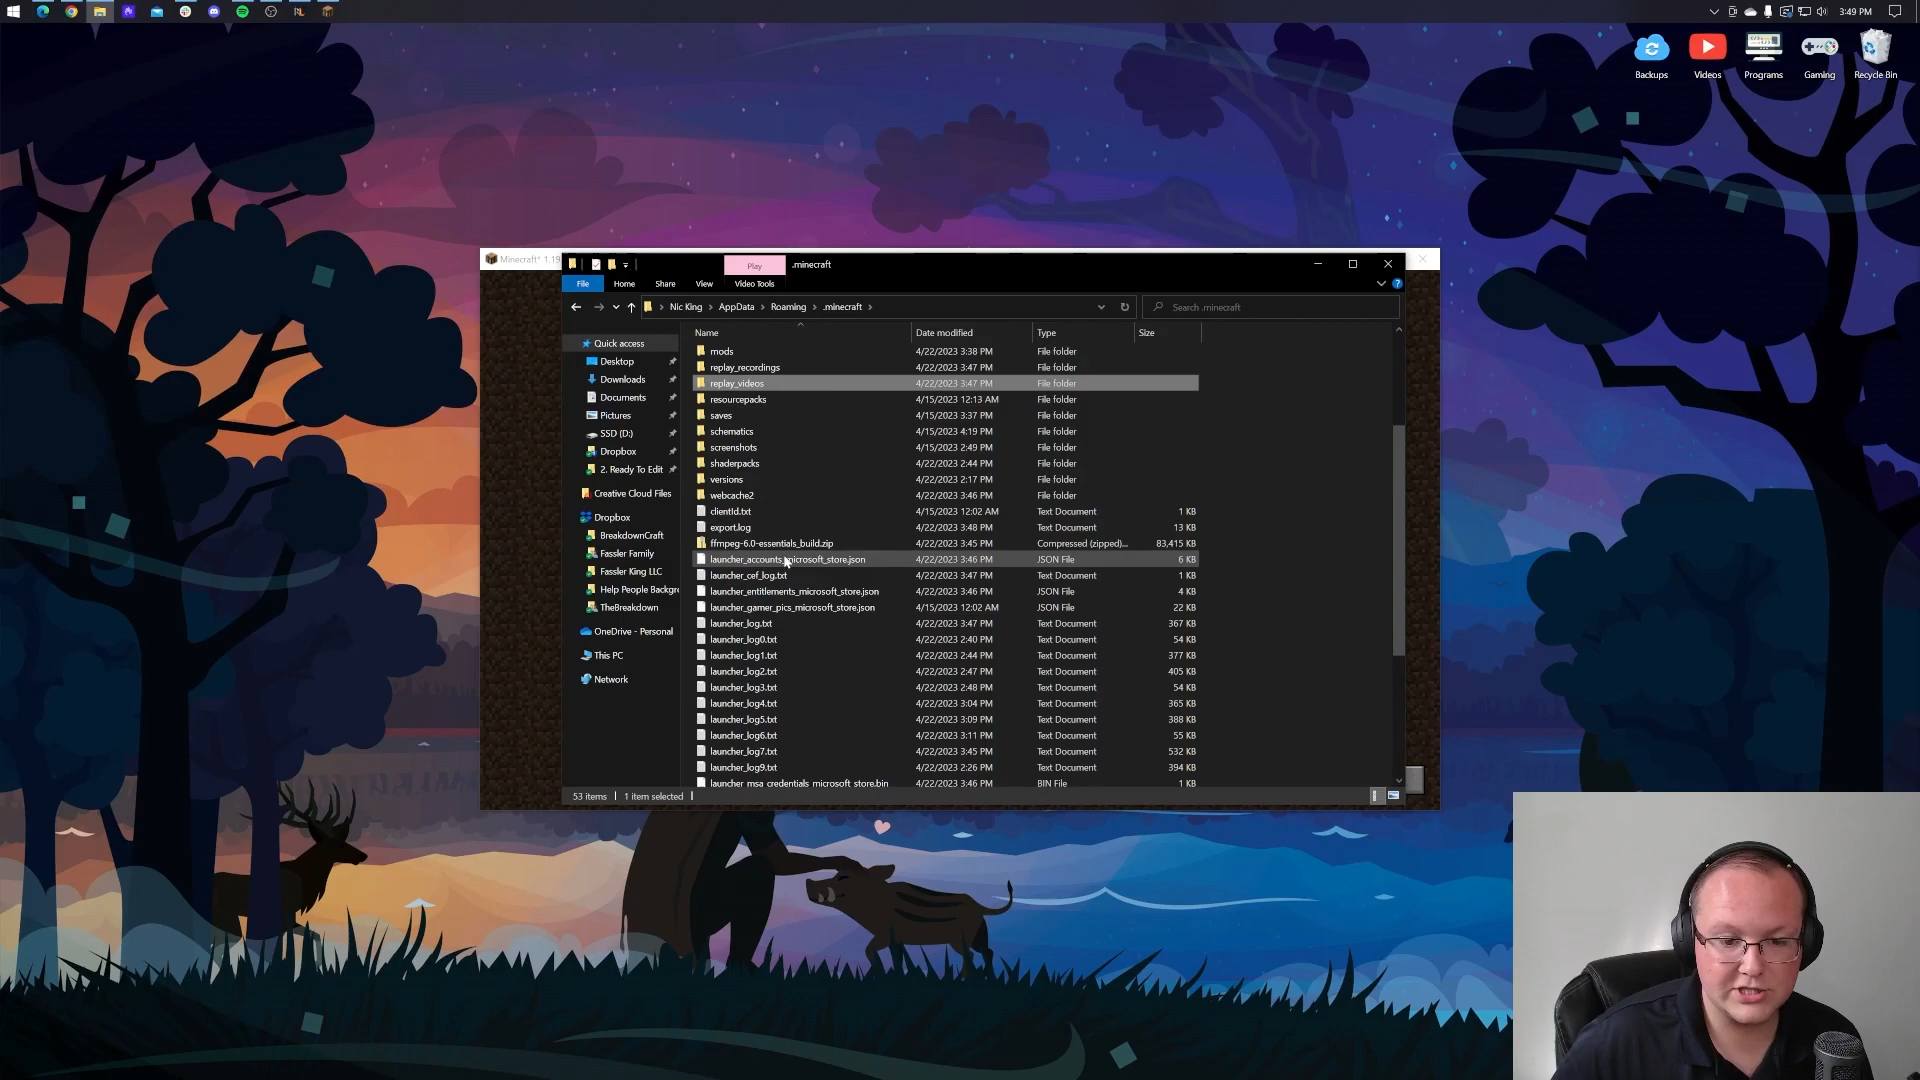 3:49 PM
Backups
Videos
Programs
Gaming
Recycle Bin
Minecraft* 1.19
Play
.minecraft
File
Home
Share
View
Video Tools
Nic King
AppData
Roaming
.minecraft
Search .minecraft
Name
Date modified
Type
Size
Quick access
Desktop
Downloads
Documents
Pictures
SSD (D:)
Dropbox
2. Ready To Edit
Creative Cloud Files
Dropbox
BreakdownCraft
Fassler Family
Fassler King LLC
Help People Backgr
TheBreakdown
OneDrive - Personal
This PC
Network
mods 4/22/2023 3:38 PM File folder
replay_recordings 4/22/2023 3:47 PM File folder
replay_videos 4/22/2023 3:47 PM File folder
resourcepacks 4/15/2023 12:13 AM File folder
saves 4/15/2023 3:37 PM File folder
schematics 4/15/2023 4:19 PM File folder
screenshots 4/15/2023 2:49 PM File folder
shaderpacks 4/22/2023 2:44 PM File folder
versions 4/22/2023 2:17 PM File folder
webcache2 4/22/2023 3:46 PM File folder
clientId.txt 4/15/2023 12:02 AM Text Document 1 KB
export.log 4/22/2023 3:48 PM Text Document 13 KB
ffmpeg-6.0-essentials_build.zip 4/22/2023 3:45 PM Compressed (zipped)... 83,415 KB
launcher_accounts_microsoft_store.json 4/22/2023 3:46 PM JSON File 6 KB
launcher_cef_log.txt 4/22/2023 3:47 PM Text Document 1 KB
launcher_entitlements_microsoft_store.json 4/22/2023 3:46 PM JSON File 4 KB
launcher_gamer_pics_microsoft_store.json 4/15/2023 12:02 AM JSON File 22 KB
launcher_log.txt 4/22/2023 3:47 PM Text Document 367 KB
launcher_log0.txt 4/22/2023 2:40 PM Text Document 54 KB
launcher_log1.txt 4/22/2023 2:44 PM Text Document 377 KB
launcher_log2.txt 4/22/2023 2:47 PM Text Document 405 KB
launcher_log3.txt 4/22/2023 2:48 PM Text Document 54 KB
launcher_log4.txt 4/22/2023 3:04 PM Text Document 365 KB
launcher_log5.txt 4/22/2023 3:09 PM Text Document 388 KB
launcher_log6.txt 4/22/2023 3:11 PM Text Document 55 KB
launcher_log7.txt 4/22/2023 3:45 PM Text Document 532 KB
launcher_log9.txt 4/22/2023 2:26 PM Text Document 394 KB
launcher_msa_credentials_microsoft_store.bin 4/22/2023 3:46 PM BIN File 1 KB
53 items
1 item selected